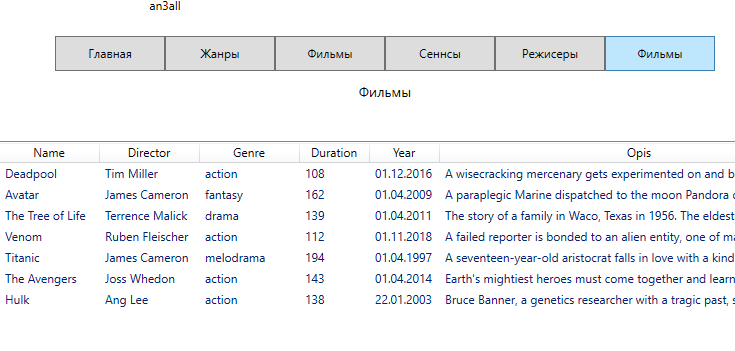 an3all
Главная Жанры Фильмы Сеннсы Режисеры Фильмы
Фильмы
Name Director Genre Duration Year Opis
Deadpool Tim Miller action 108 01.12.2016 A wisecracking mercenary gets experimented on and b
Avatar James Cameron fantasy 162 01.04.2009 A paraplegic Marine dispatched to the moon Pandora
The Tree of Life Terrence Malick drama 139 01.04.2011 The story of a family in Waco, Texas in 1956. The eldest
Venom Ruben Fleischer action 112 01.11.2018 A failed reporter is bonded to an alien entity, one of
Titanic James Cameron melodrama 194 01.04.1997 A seventeen-year-old aristocrat falls in love with a kind
The Avengers Joss Whedon action 143 01.04.2014 Earth's mightiest heroes must come together and learn
Hulk Ang Lee action 138 22.01.2003 Bruce Banner, a genetics researcher with a tragic past,